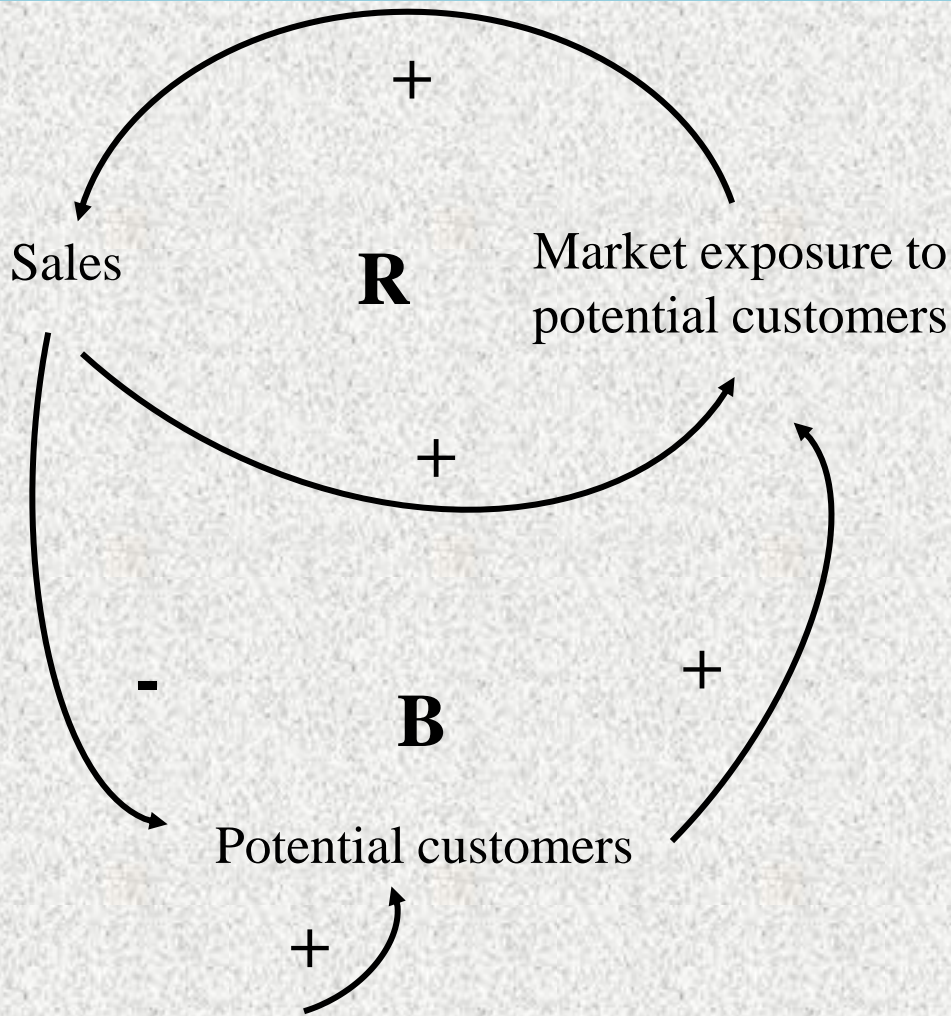 +
Sales
R
Market exposure to
potential customers
+
-
+
B
Potential customers
+